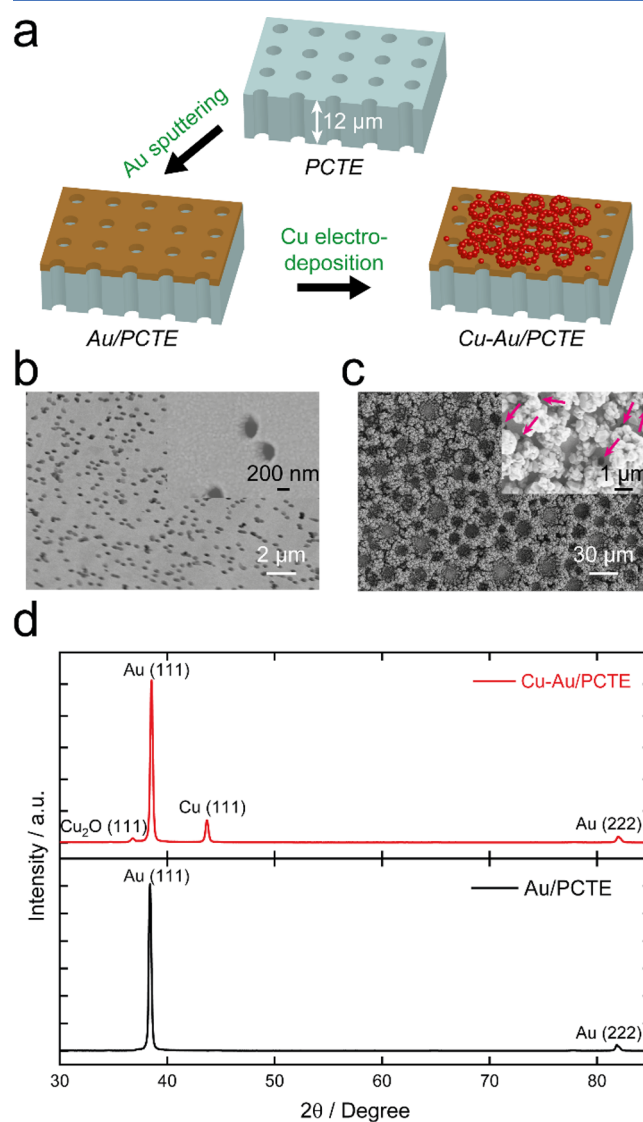 a
12 μm
Au sputtering
PCTE
Cu electro-
deposition
Au/PCTE
Cu-Au/PCTE
b
200 nm
2 μm
c
1 μm
30 μm
d
Au (111)
Cu-Au/PCTE
Cu (111)
Cu₂O (111)
Au (222)
Au (111)
Au/PCTE
Au (222)
Intensity / a.u.
30 40 50 60 70 80
2θ / Degree